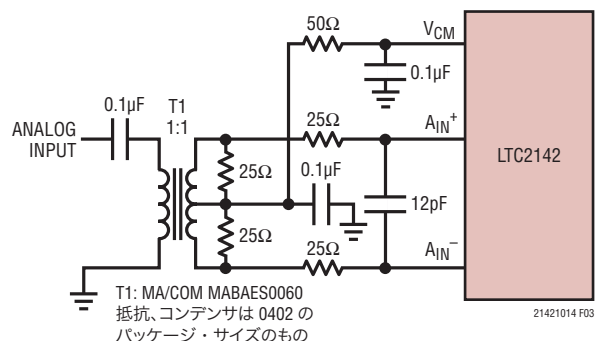 50Ω
VCM
0.1µF
0.1µF
T1
1:1
ANALOG
INPUT
25Ω
AIN+
25Ω
0.1µF
LTC2142
12pF
25Ω
25Ω
AIN–
T1: MA/COM MABAES0060
抵抗、コンデンサは 0402 の
パッケージ・サイズのもの
21421014 F03